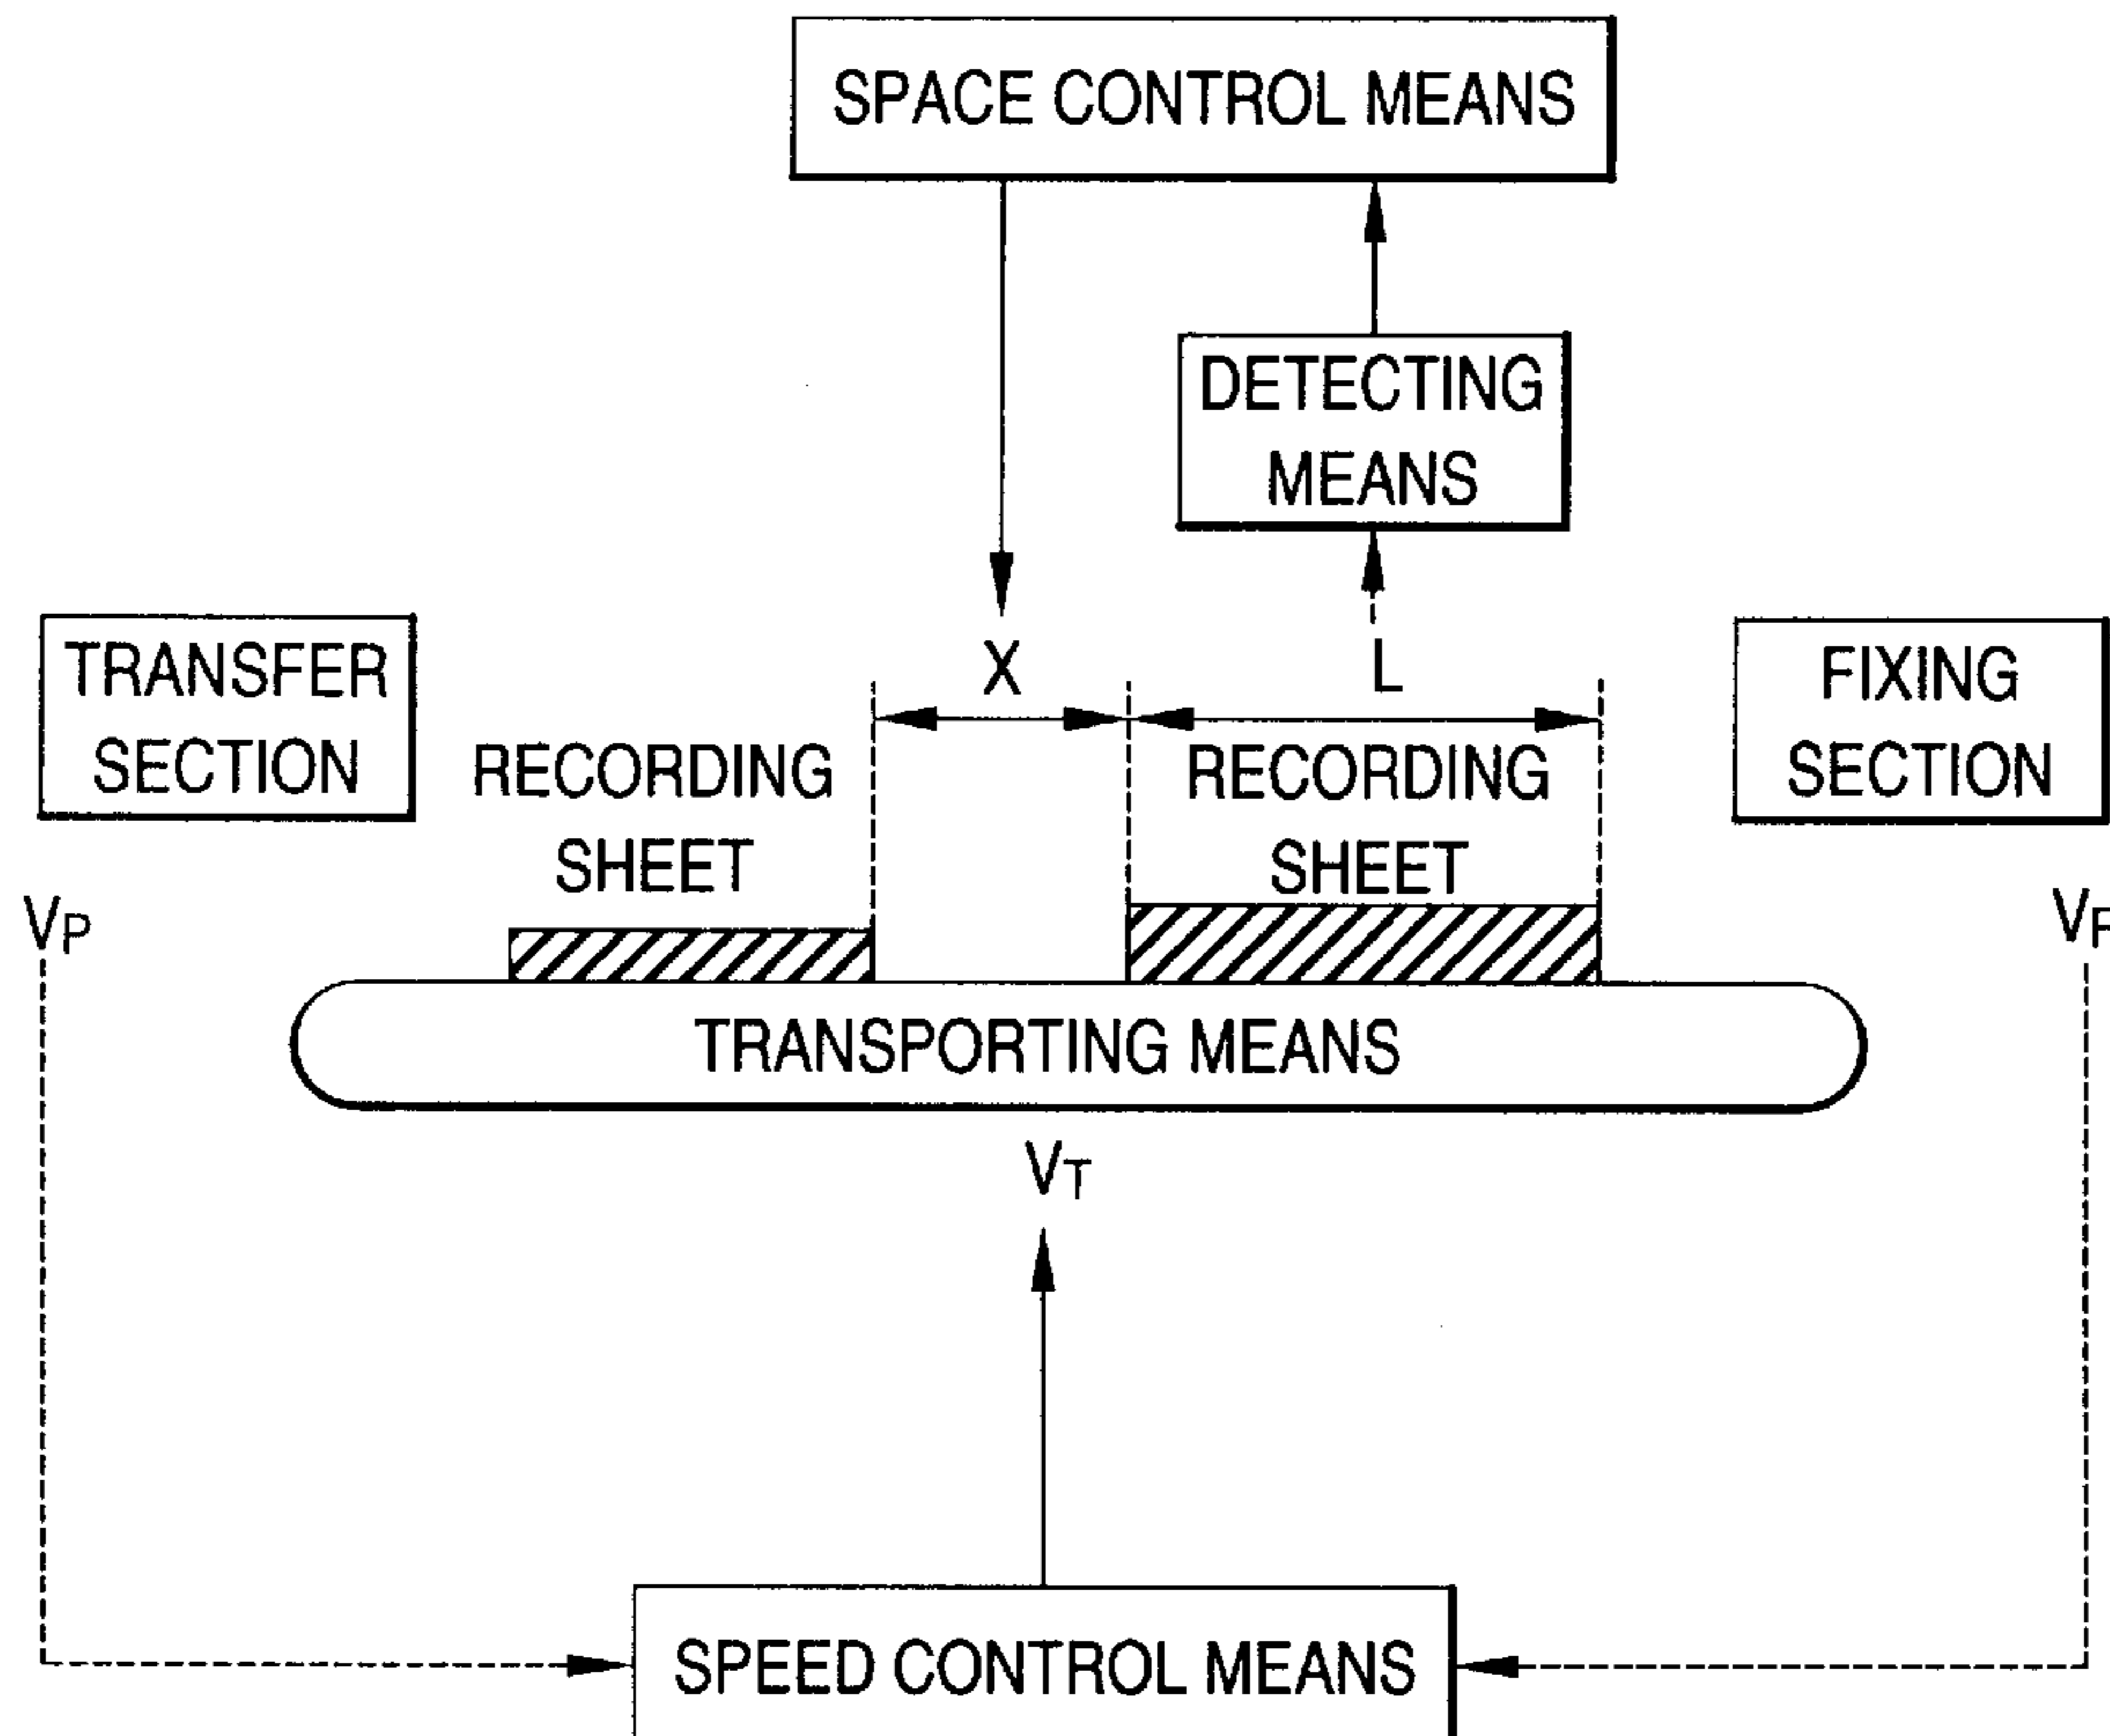 SPACE CONTROL MEANS
DETECTING
MEANS
TRANSFER
SECTION
X
L
FIXING
SECTION
RECORDING
SHEET
RECORDING
SHEET
VP
TRANSPORTING MEANS
VT
SPEED CONTROL MEANS